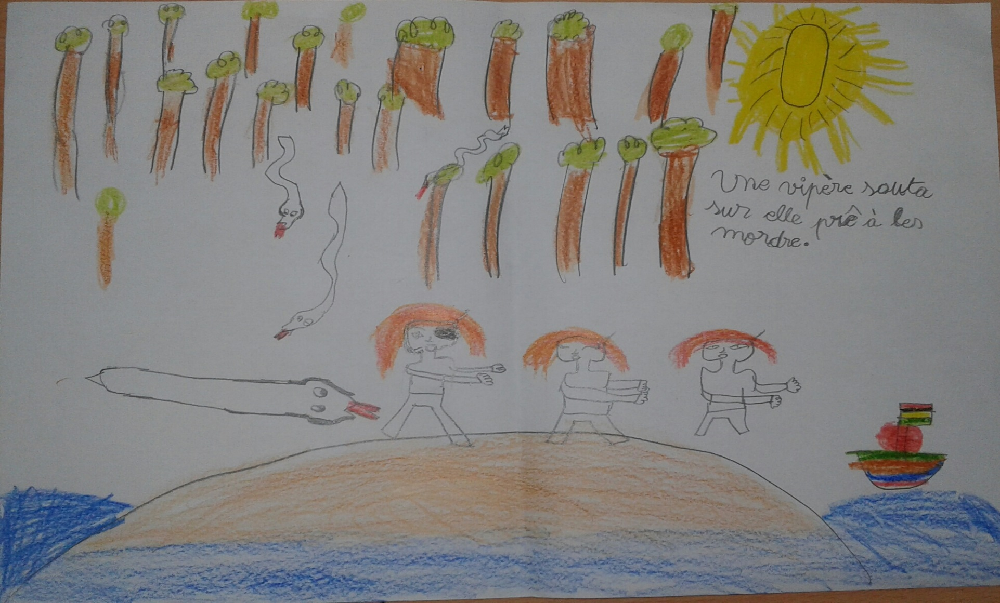 Une vipère sauta
sur elle prê à les
mordre.